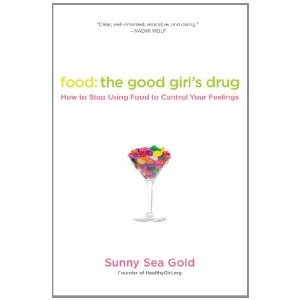 "Clear, well-informed, evocative, and caring."
—NAOMI WOLF
food: the good girl's drug
How to Stop Using Food to Control Your Feelings
Sunny Sea Gold
Founder of HealthyGirl.org